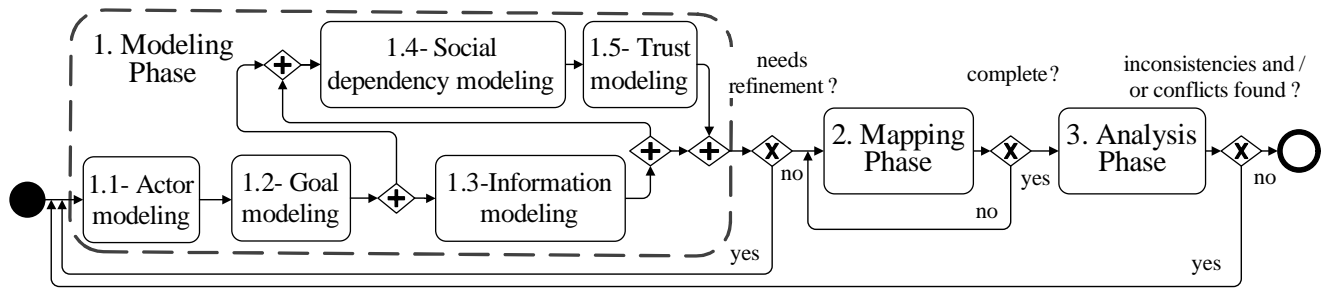 1. Modeling
Phase
1.4- Social
dependency modeling
1.5- Trust
modeling
needs
refinement ?
complete ?
inconsistencies and /
or conflicts found ?
1.1- Actor
modeling
1.2- Goal
modeling
1.3-Information
modeling
X
no
yes
2. Mapping
Phase
X
yes
no
3. Analysis
Phase
X
no
yes